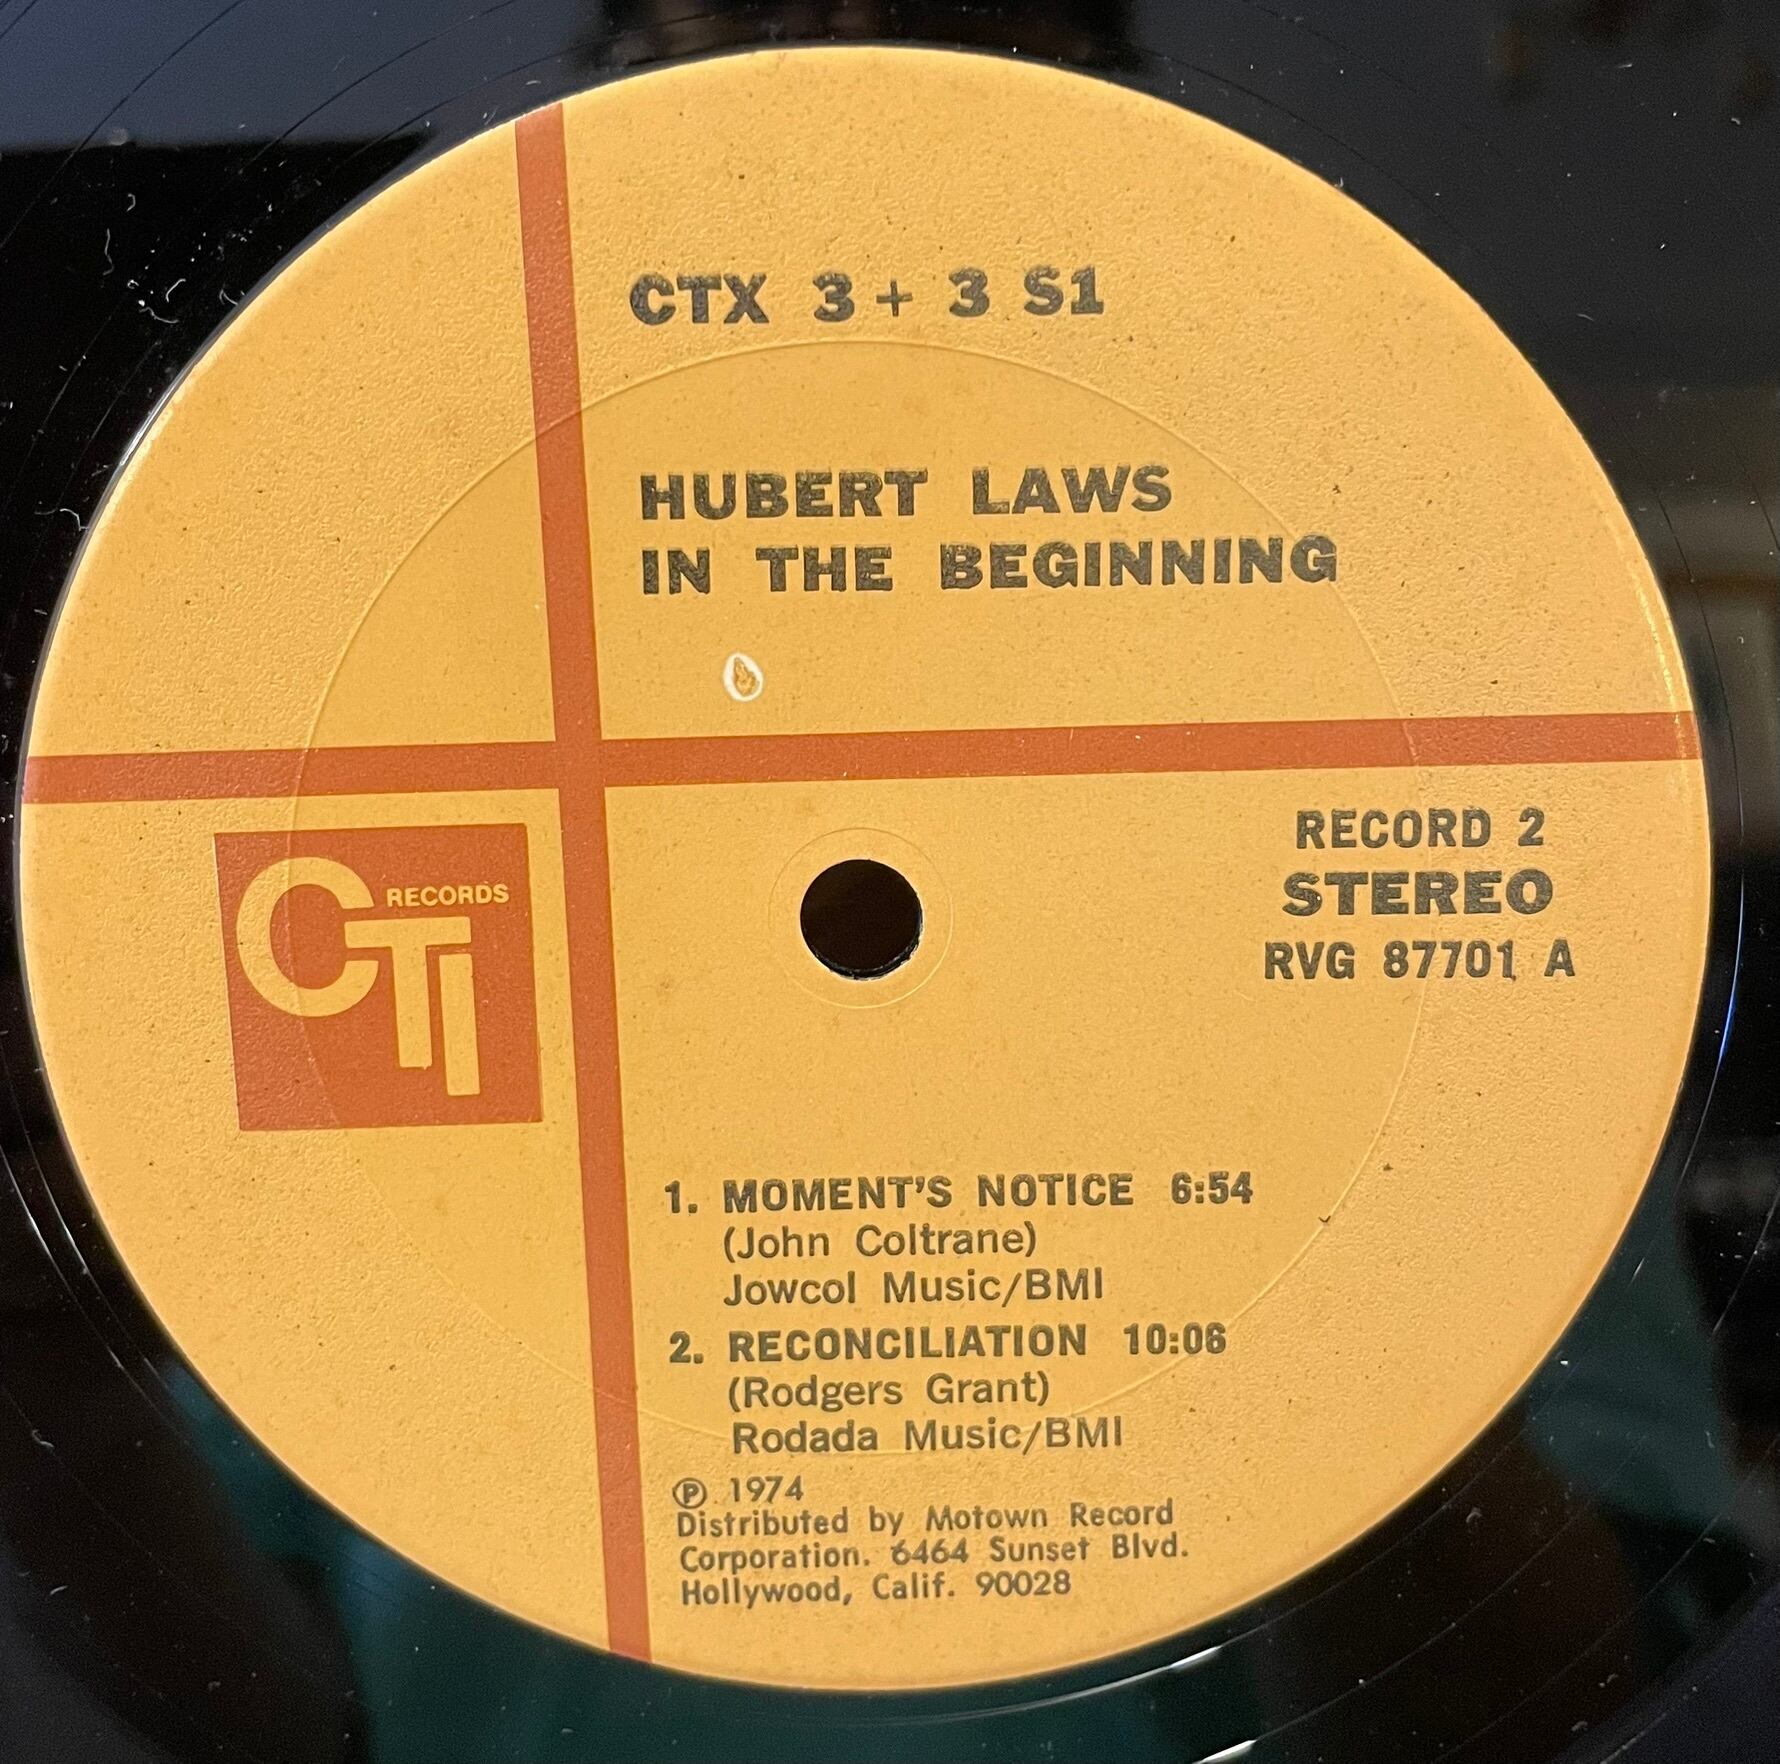 CTX 3 + 3 S1
HUBERT LAWS
IN THE BEGINNING
RECORD 2
STEREO
RVG 87701 A
CTI RECORDS
1. MOMENT'S NOTICE 6:54
(John Coltrane)
Jowcol Music/BMI
2. RECONCILIATION 10:06
(Rodgers Grant)
Rodada Music/BMI
Ⓟ 1974
Distributed by Motown Record
Corporation. 6464 Sunset Blvd.
Hollywood, Calif. 90028